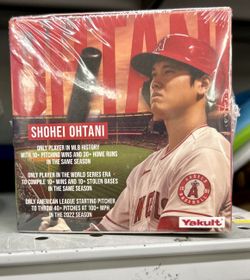 OHTANI
SHOHEI OHTANI
ONLY PLAYER IN MLB HISTORY
WITH 10+ PITCHING WINS AND 30+ HOME RUNS
IN THE SAME SEASON
ONLY PLAYER IN THE WORLD SERIES ERA
TO COMPILE 10+ WINS AND 10+ STOLEN BASES
IN THE SAME SEASON
ONLY AMERICAN LEAGUE STARTING PITCHER
TO THROW 40+ PITCHES AT 100+ MPH
IN THE 2022 SEASON
Yakult